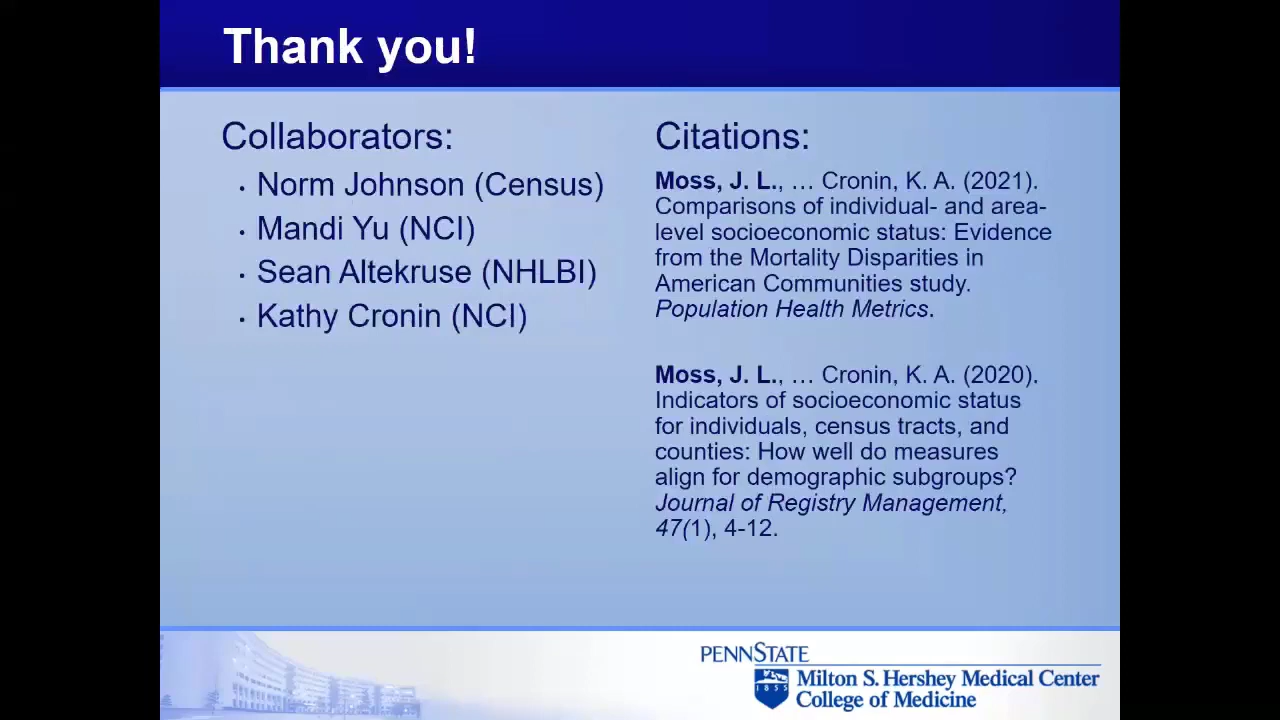 Thank you!
Collaborators:
• Norm Johnson (Census)
• Mandi Yu (NCI)
• Sean Altekruse (NHLBI)
• Kathy Cronin (NCI)
Citations:
Moss, J. L., … Cronin, K. A. (2021).
Comparisons of individual- and area-
level socioeconomic status: Evidence
from the Mortality Disparities in
American Communities study.
Population Health Metrics.
Moss, J. L., … Cronin, K. A. (2020).
Indicators of socioeconomic status
for individuals, census tracts, and
counties: How well do measures
align for demographic subgroups?
Journal of Registry Management,
47(1), 4-12.
PENNSTATE
1855
Milton S. Hershey Medical Center
College of Medicine